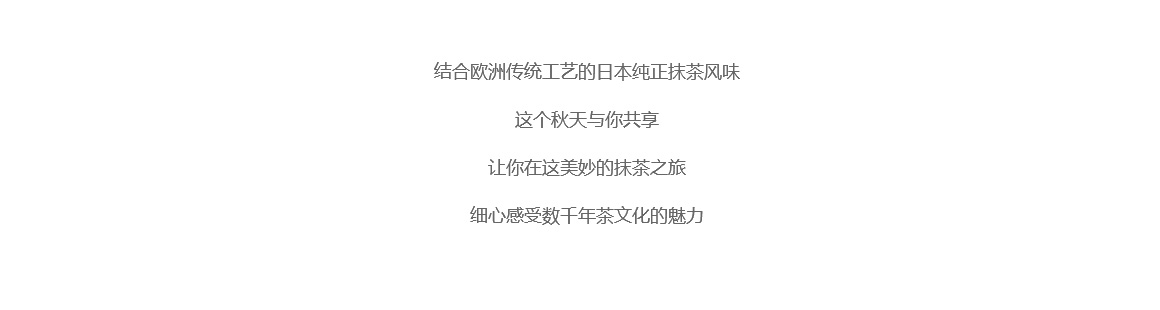 结合欧洲传统工艺的日本纯正抹茶风味
这个秋天与你共享
让你在这美妙的抹茶之旅
细心感受数千年茶文化的魅力